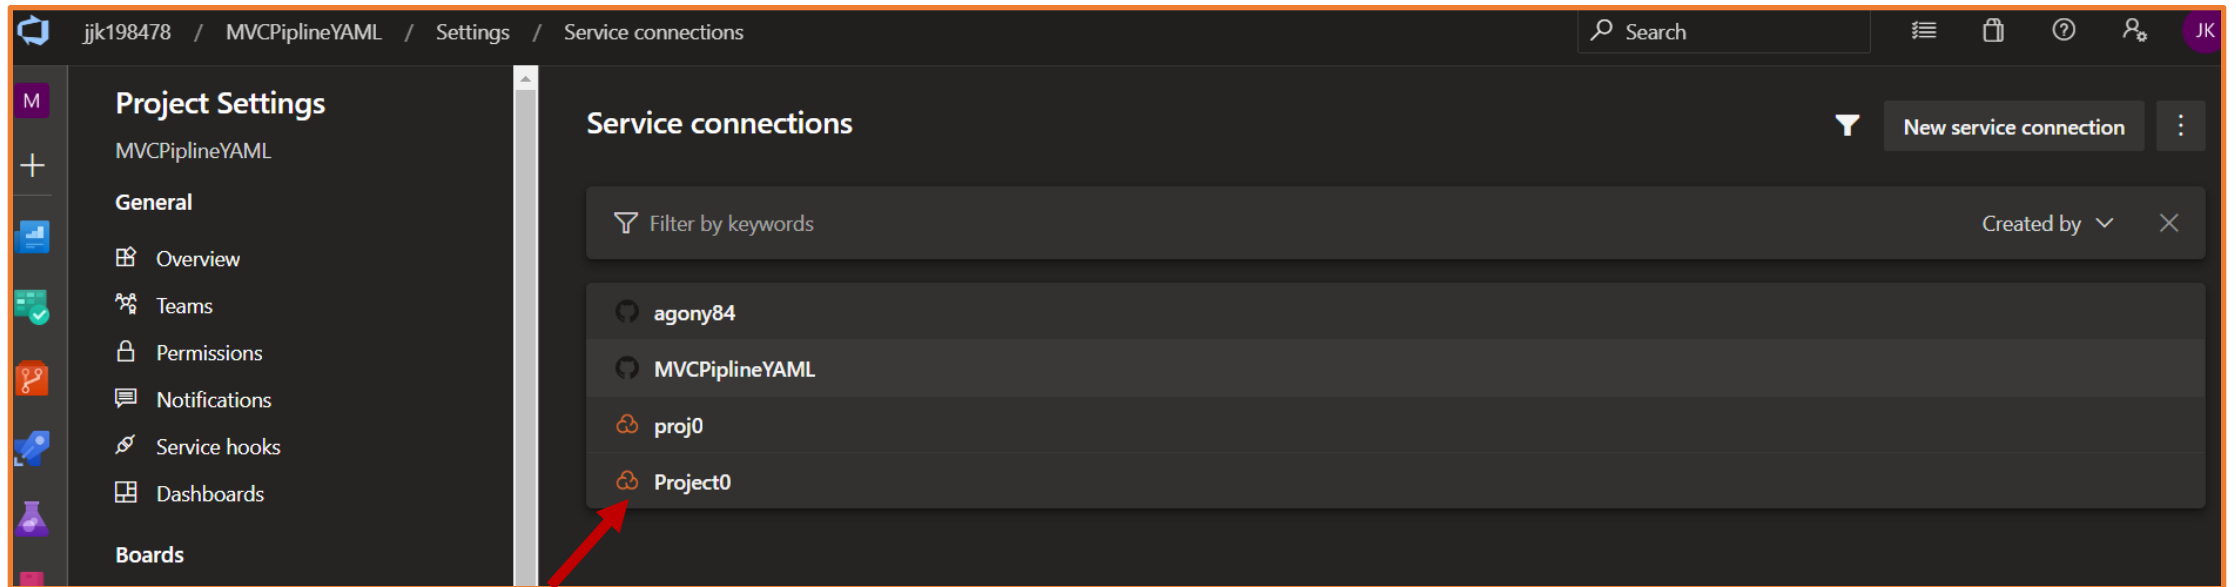 jjk198478 / MVCPiplineYAML / Settings / Service connections
Search
JK
M
Project Settings
MVCPiplineYAML
General
Overview
Teams
Permissions
Notifications
Service hooks
Dashboards
Boards
Service connections
New service connection
Filter by keywords
Created by
agony84
MVCPiplineYAML
proj0
Project0